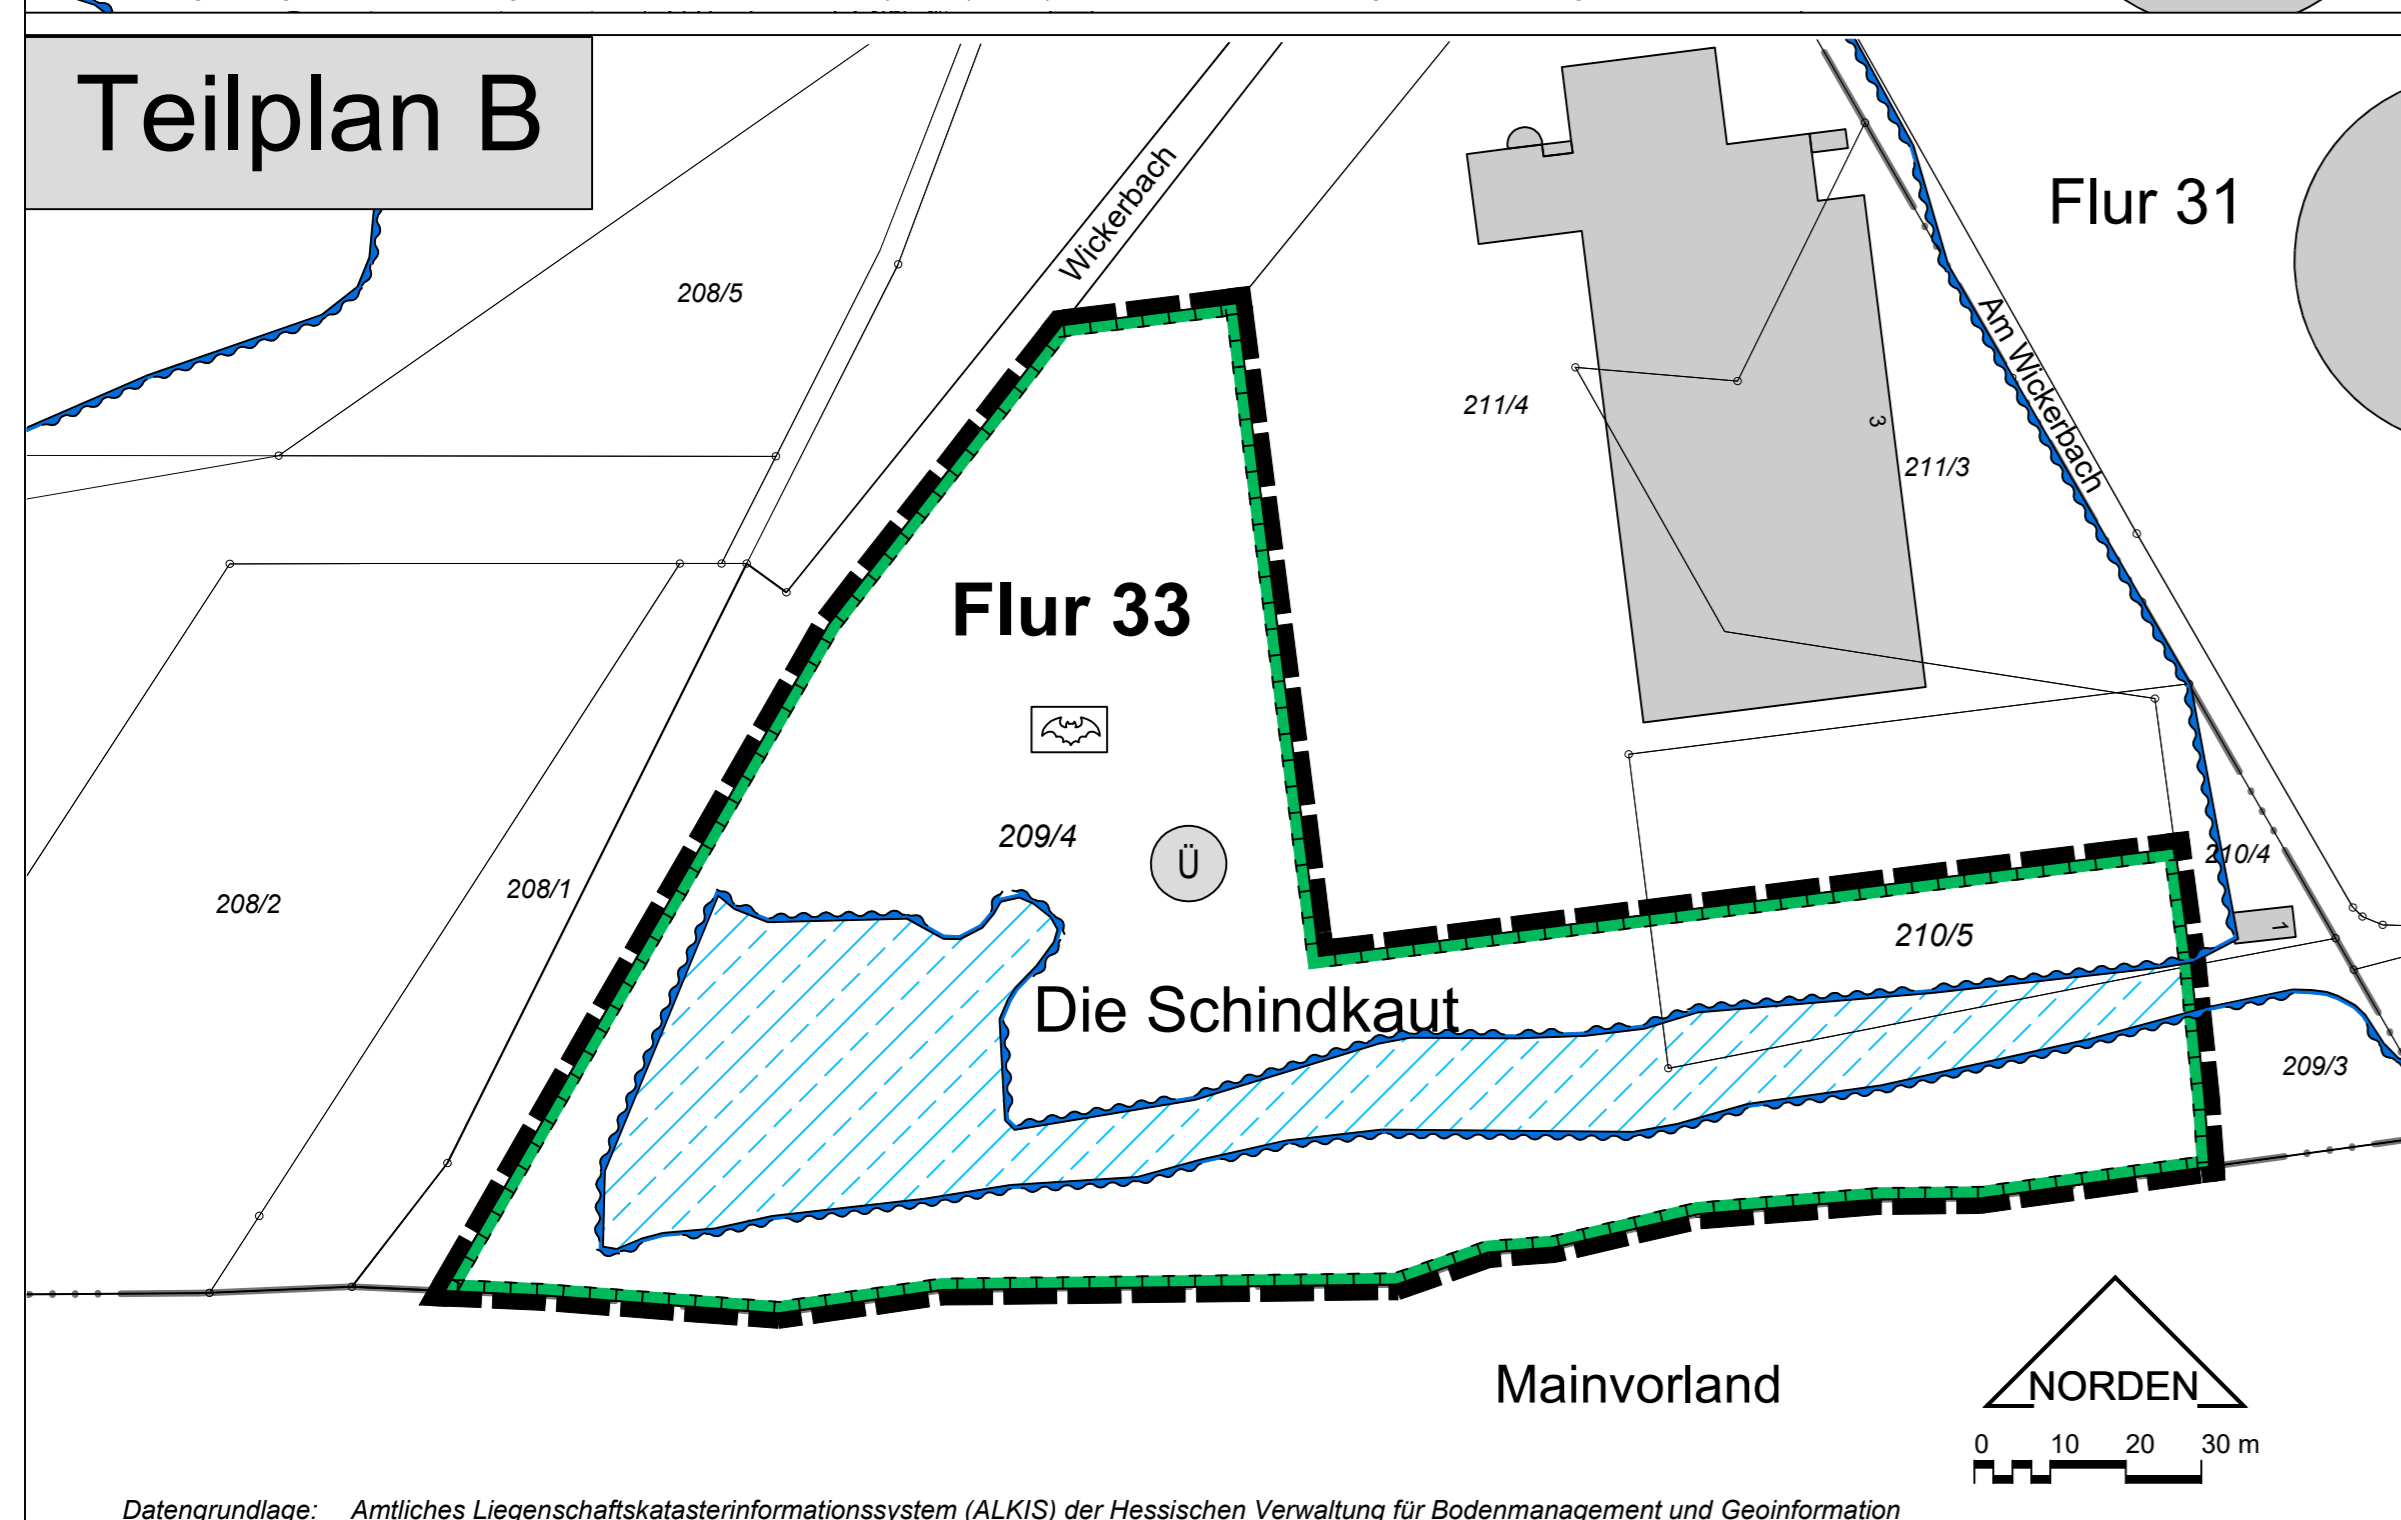 Teilplan B
Wickerbach
Flur 31
208/5
Am Wickerbach
211/4
3
211/3
Flur 33
209/4
Ü
210/4
208/2
208/1
1
210/5
Die Schindkaut
209/3
Mainvorland
NORDEN
0 10 20 30 m
Datengrundlage: Amtliches Liegenschaftskatasterinformationssystem (ALKIS) der Hessischen Verwaltung für Bodenmanagement und Geoinformation